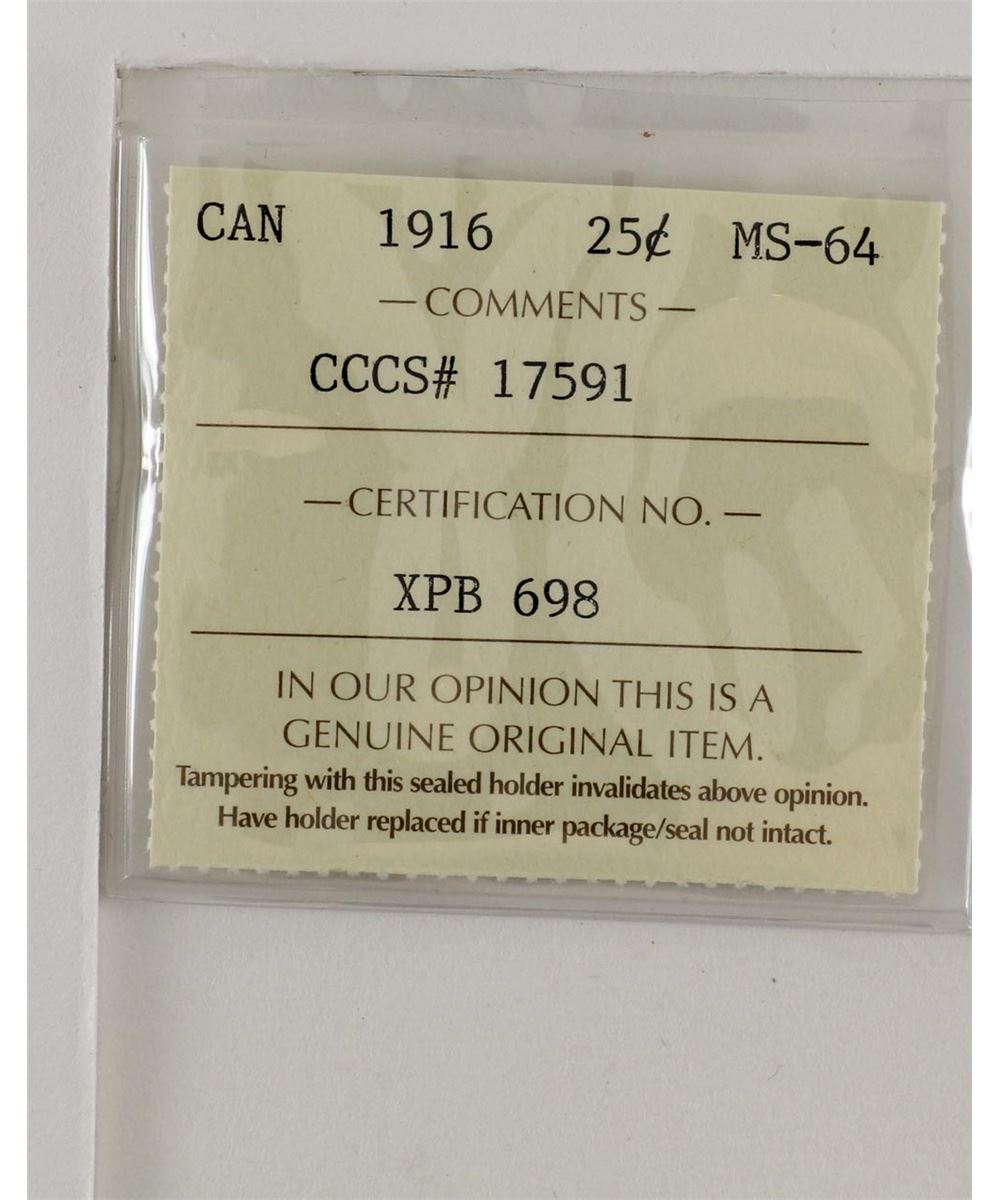 CAN 1916 25¢ MS-64
— COMMENTS —
CCCS# 17591
— CERTIFICATION NO. —
XPB 698
IN OUR OPINION THIS IS A
GENUINE ORIGINAL ITEM.
Tampering with this sealed holder invalidates above opinion.
Have holder replaced if inner package/seal not intact.